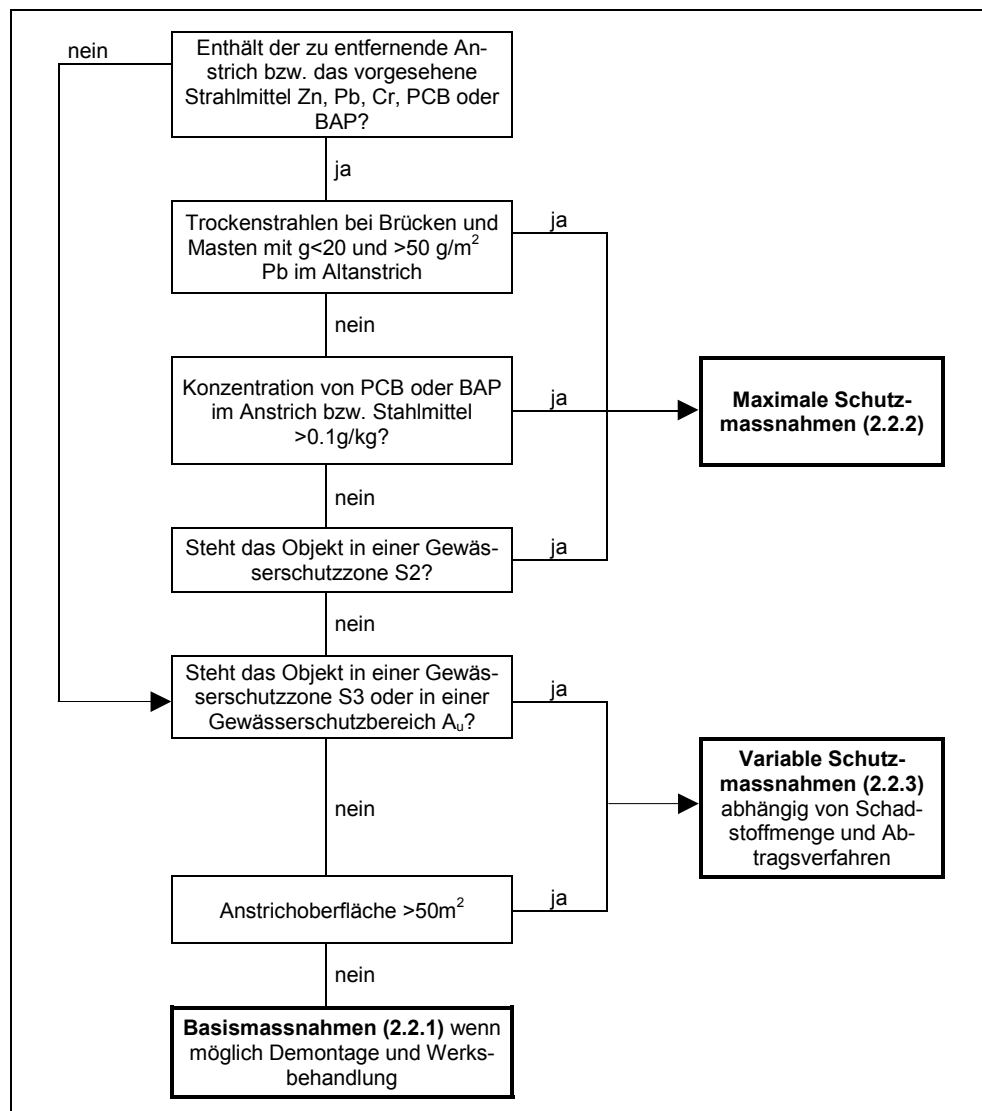 nein
Enthält der zu entfernende An-
strich bzw. das vorgesehene
Strahlmittel Zn, Pb, Cr, PCB oder
BAP?
ja
Trockenstrahlen bei Brücken und
Masten mit g<20 und >50 g/m²
Pb im Altanstrich
ja
nein
Konzentration von PCB oder BAP
im Anstrich bzw. Stahlmittel
>0.1g/kg?
ja
Maximale Schutz-
massnahmen (2.2.2)
nein
Steht das Objekt in einer Gewäs-
serschutzzone S2?
ja
nein
Steht das Objekt in einer Gewäs-
serschutzzone S3 oder in einer
Gewässerschutzbereich Aᵤ?
ja
Variable Schutz-
massnahmen (2.2.3)
abhängig von Schad-
stoffmenge und Ab-
tragsverfahren
nein
Anstrichoberfläche >50m²
ja
nein
Basismassnahmen (2.2.1) wenn
möglich Demontage und Werks-
behandlung